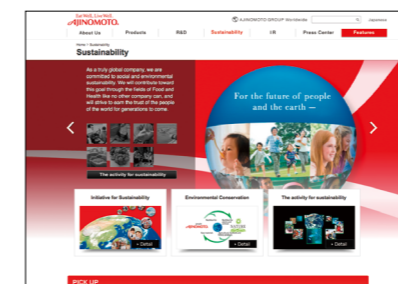 Eat Well, Live Well.
AJINOMOTO.
AJINOMOTO GROUP Worldwide
Japanese
About Us
Products
R&D
Sustainability
I R
Press Center
Features
Home / Sustainability
Sustainability
As a truly global company, we are
committed to social and environmental
sustainability. We will contribute toward
this goal through the fields of Food and
Health like no other company can, and
will strive to earn the trust of the people
of the world for generations to come.
For the future of people
and the earth —
The activity for sustainability
Initiative for Sustainability
Environmental Conservation
The activity for sustainability
AJINOMOTO
Detail
Detail
Detail
PICK UP